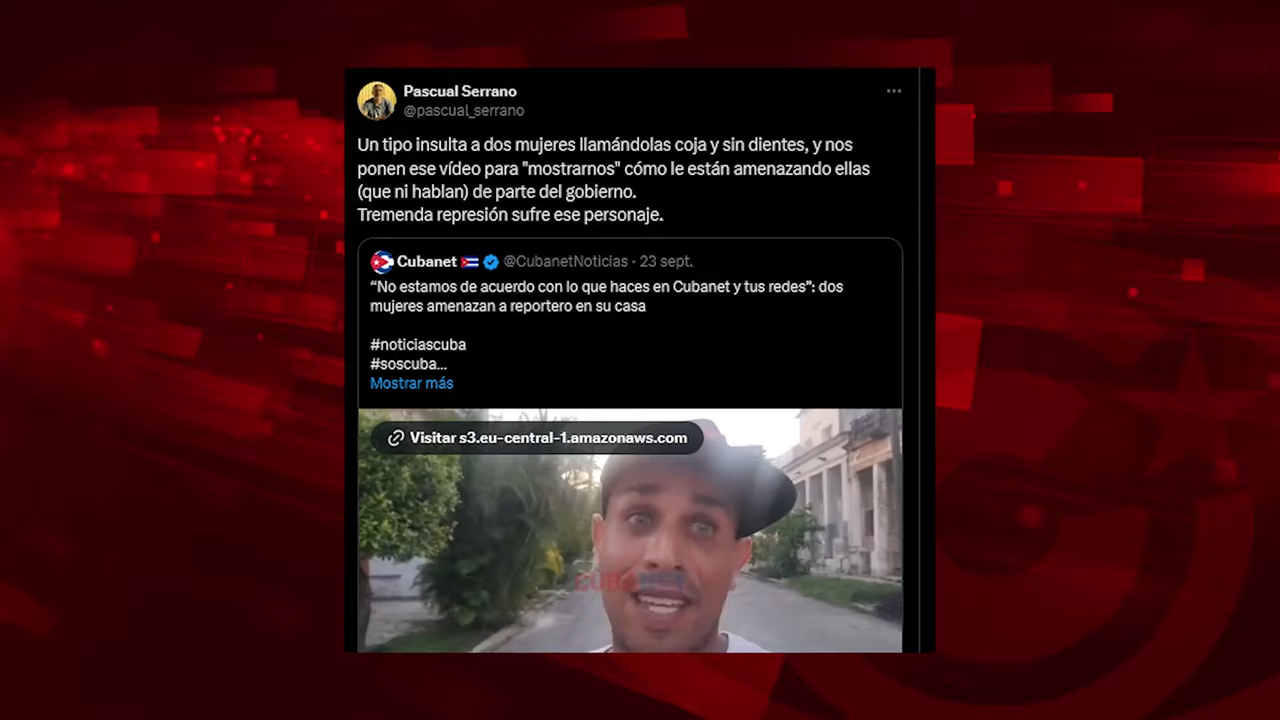 Pascual Serrano
@pascual_serrano
Un tipo insulta a dos mujeres llamándolas coja y sin dientes, y nos
ponen ese vídeo para "mostrarnos" cómo le están amenazando ellas
(que ni hablan) de parte del gobierno.
Tremenda represión sufre ese personaje.
Cubanet 🇨🇺 @CubanetNoticias · 23 sept.
“No estamos de acuerdo con lo que haces en Cubanet y tus redes”: dos
mujeres amenazan a reportero en su casa
#noticiascuba
#soscuba...
Mostrar más
Visitar s3.eu-central-1.amazonaws.com
CUBANET